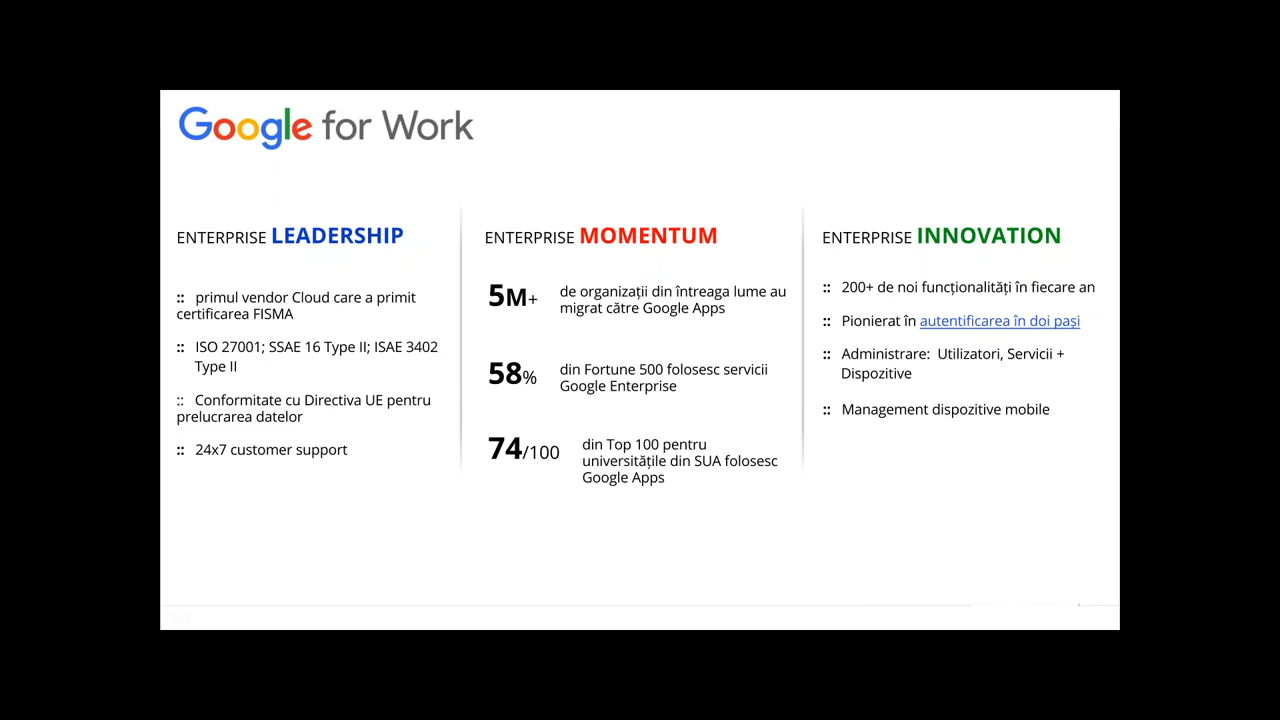 Google for Work
ENTERPRISE LEADERSHIP
:: primul vendor Cloud care a primit
certificarea FISMA
:: ISO 27001; SSAE 16 Type II; ISAE 3402
Type II
:: Conformitate cu Directiva UE pentru
prelucrarea datelor
:: 24x7 customer support
ENTERPRISE MOMENTUM
5M+
de organizații din întreaga lume au
migrat către Google Apps
58%
din Fortune 500 folosesc servicii
Google Enterprise
74/100
din Top 100 pentru
universitățile din SUA folosesc
Google Apps
ENTERPRISE INNOVATION
:: 200+ de noi funcționalități în fiecare an
:: Pionierat în autentificarea în doi pași
:: Administrare: Utilizatori, Servicii +
Dispozitive
:: Management dispozitive mobile